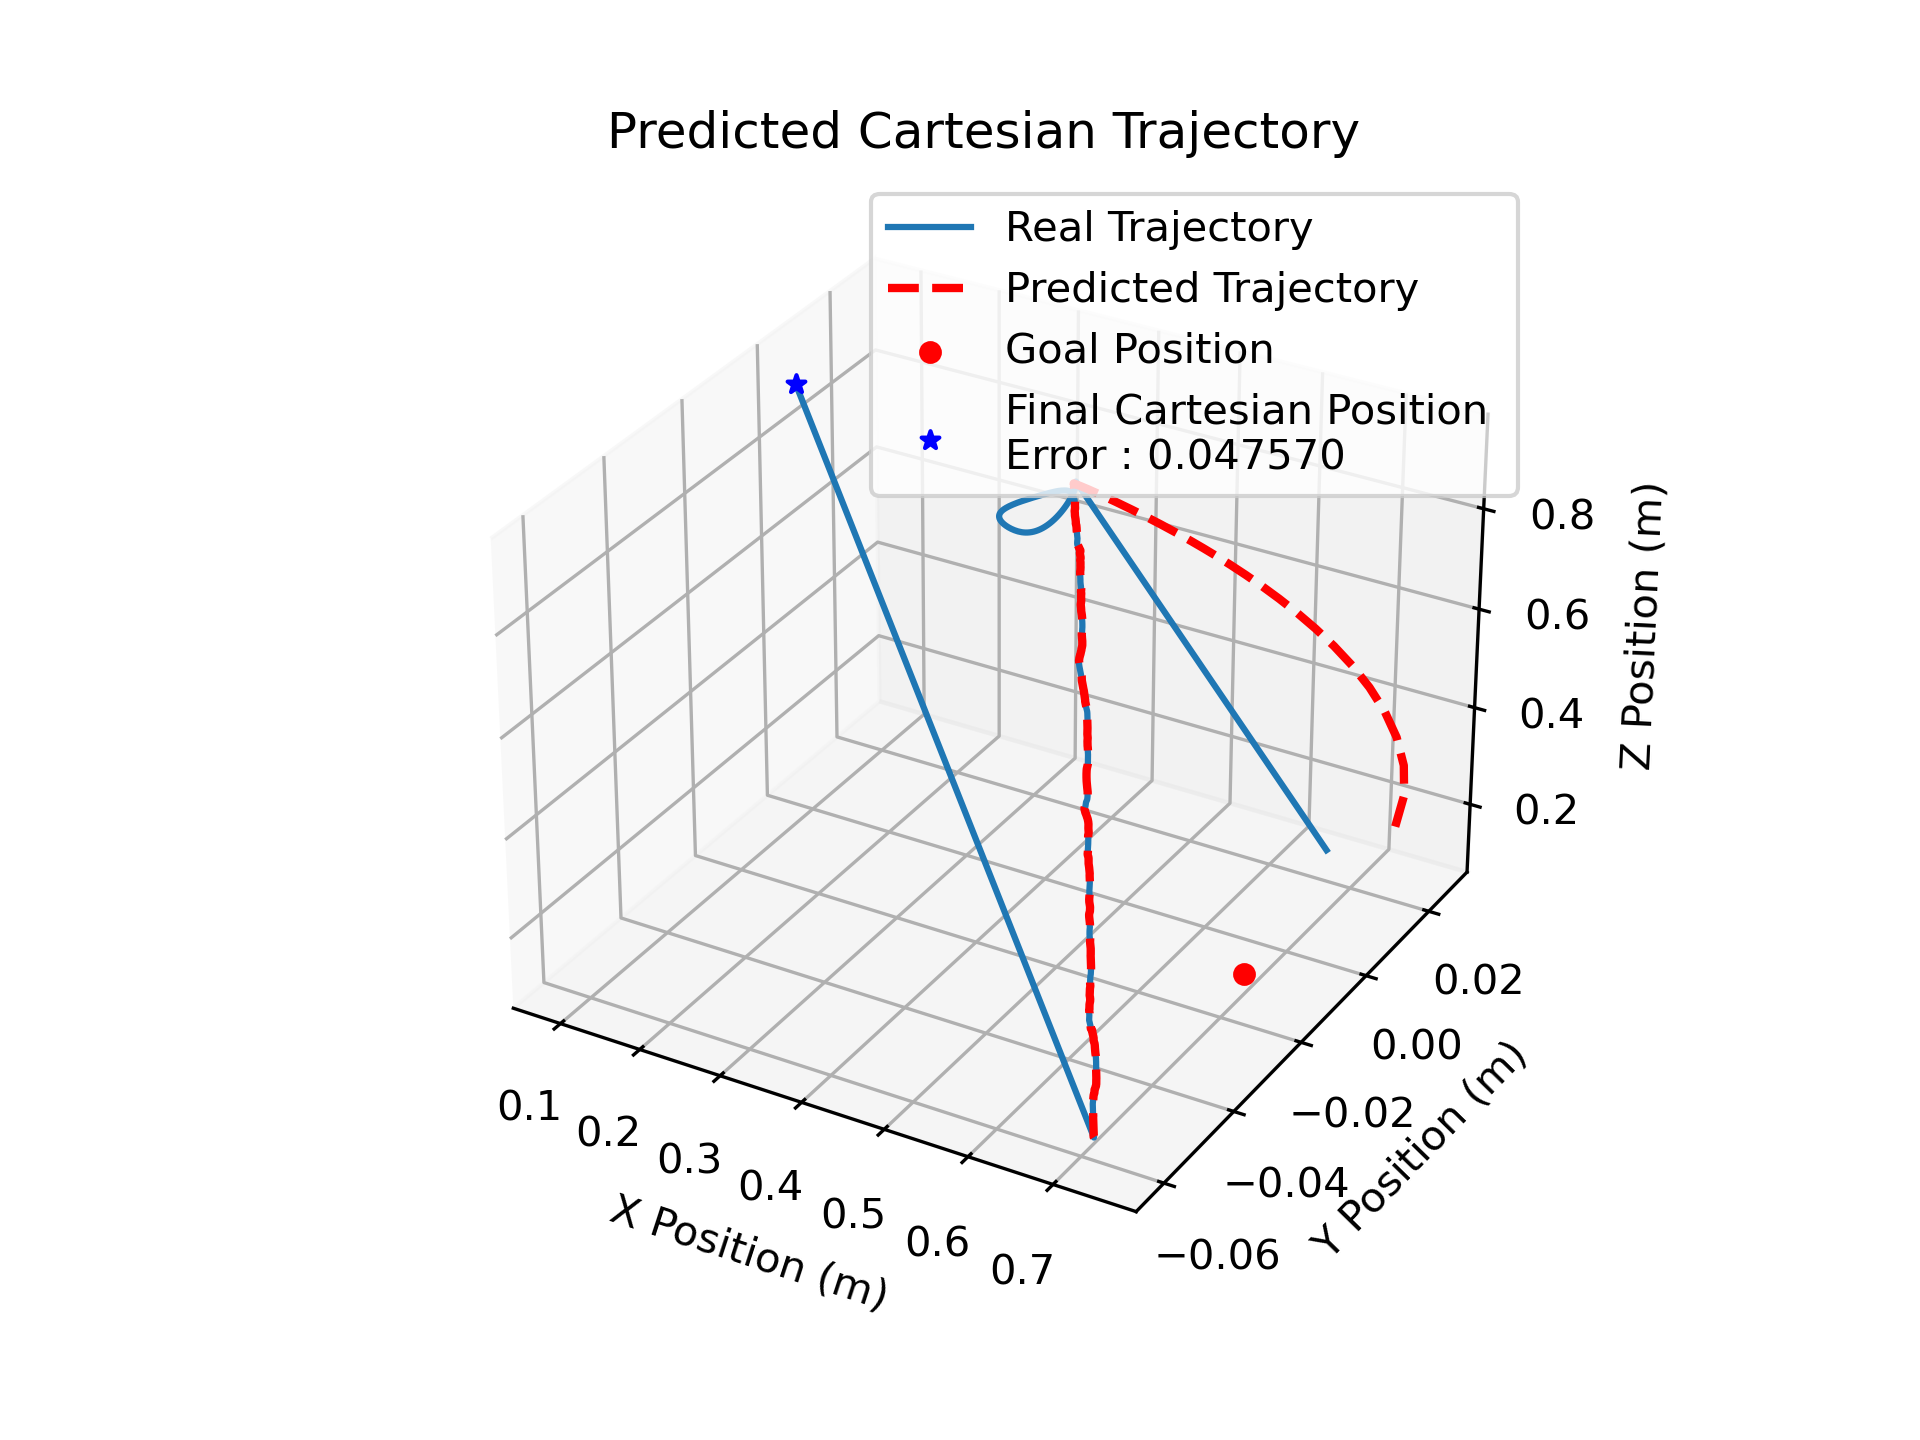 Predicted Cartesian Trajectory
Real Trajectory
Predicted Trajectory
Goal Position
Final Cartesian Position
Error : 0.047570
0.8
0.6
0.4
0.2
Z Position (m)
0.02
0.00
−0.02
−0.04
−0.06
Y Position (m)
0.1
0.2
0.3
0.4
0.5
0.6
0.7
X Position (m)